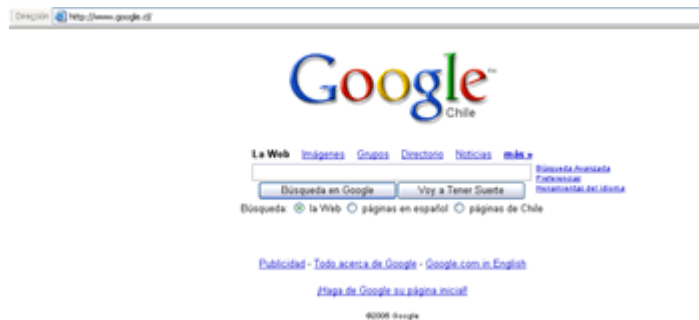 Dirección http://www.google.cl/
Google™
Chile
La Web Imágenes Grupos Directorio Noticias más »
Búsqueda Avanzada
Preferencias
Herramientas del idioma
Búsqueda en Google Voy a Tener Suerte
Búsqueda: la Web páginas en español páginas de Chile
Publicidad - Todo acerca de Google - Google.com in English
¡Haga de Google su página inicial!
©2006 Google